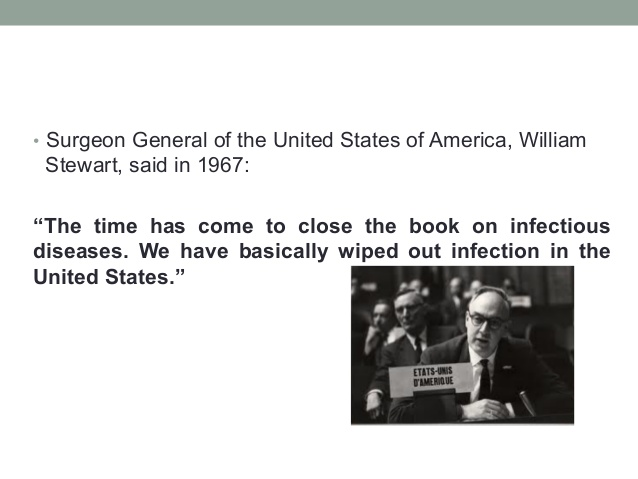 • Surgeon General of the United States of America, William
Stewart, said in 1967:
“The time has come to close the book on infectious
diseases. We have basically wiped out infection in the
United States.”
ETATS-UNIS
D'AMERIQUE